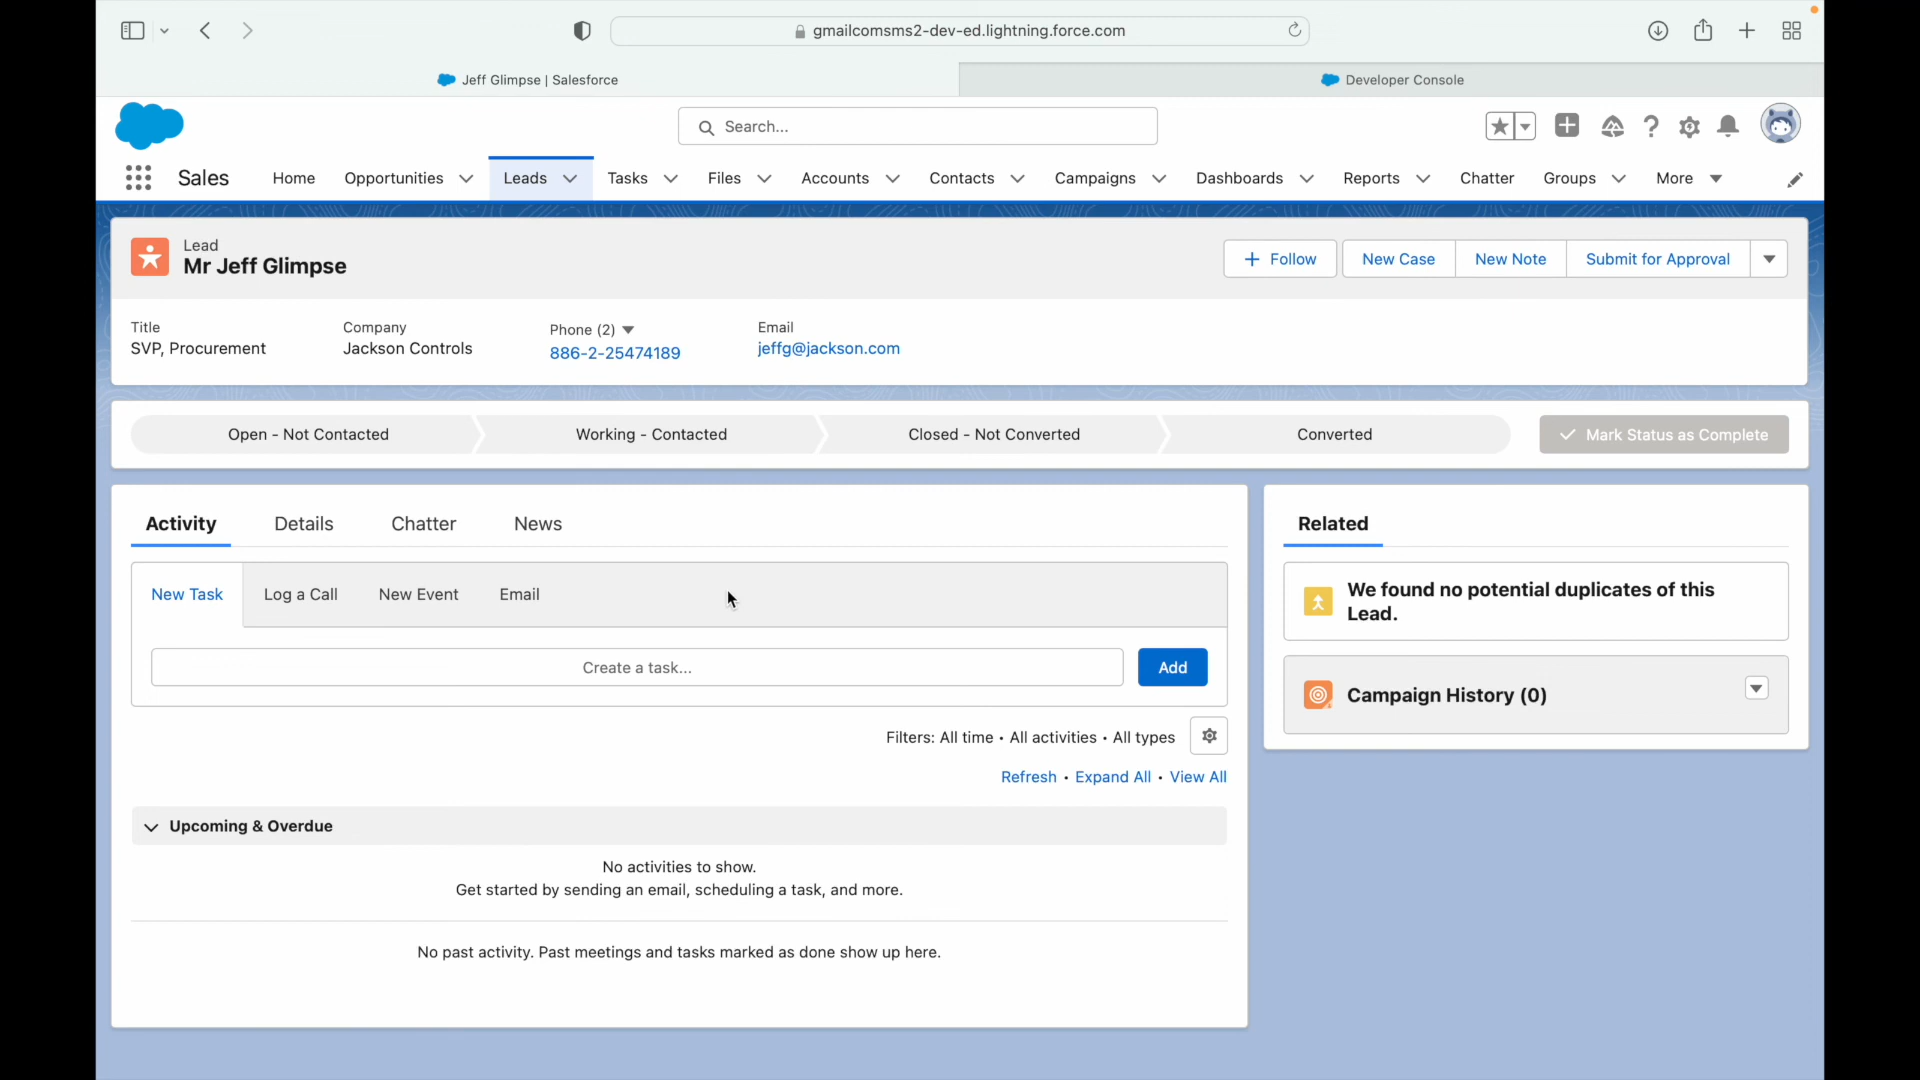 gmailcomsms2-dev-ed.lightning.force.com
Jeff Glimpse | Salesforce
Developer Console
Search...
Sales
Home
Opportunities
Leads
Tasks
Files
Accounts
Contacts
Campaigns
Dashboards
Reports
Chatter
Groups
More
Lead
Mr Jeff Glimpse
Follow
New Case
New Note
Submit for Approval
Title
SVP, Procurement
Company
Jackson Controls
Phone (2)
886-2-25474189
Email
jeffg@jackson.com
Open - Not Contacted
Working - Contacted
Closed - Not Converted
Converted
Mark Status as Complete
Activity
Details
Chatter
News
New Task
Log a Call
New Event
Email
Create a task...
Add
Filters: All time • All activities • All types
Refresh • Expand All • View All
Upcoming & Overdue
No activities to show.
Get started by sending an email, scheduling a task, and more.
No past activity. Past meetings and tasks marked as done show up here.
Related
We found no potential duplicates of this
Lead.
Campaign History (0)